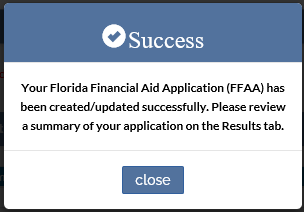 Success
Your Florida Financial Aid Application (FFAA) has
been created/updated successfully. Please review
a summary of your application on the Results tab.
close